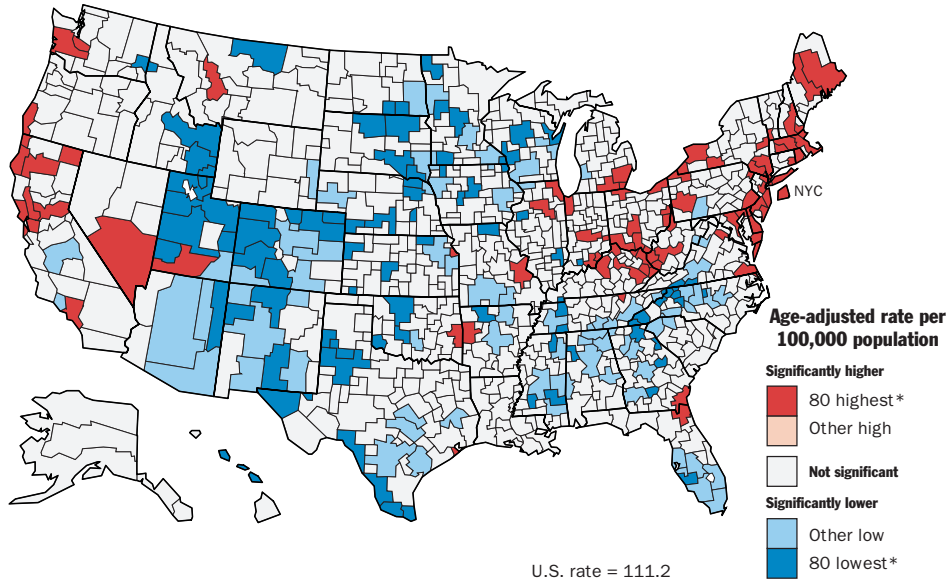 NYC
Age-adjusted rate per
100,000 population
Significantly higher
80 highest*
Other high
Not significant
Significantly lower
Other low
80 lowest*
U.S. rate = 111.2